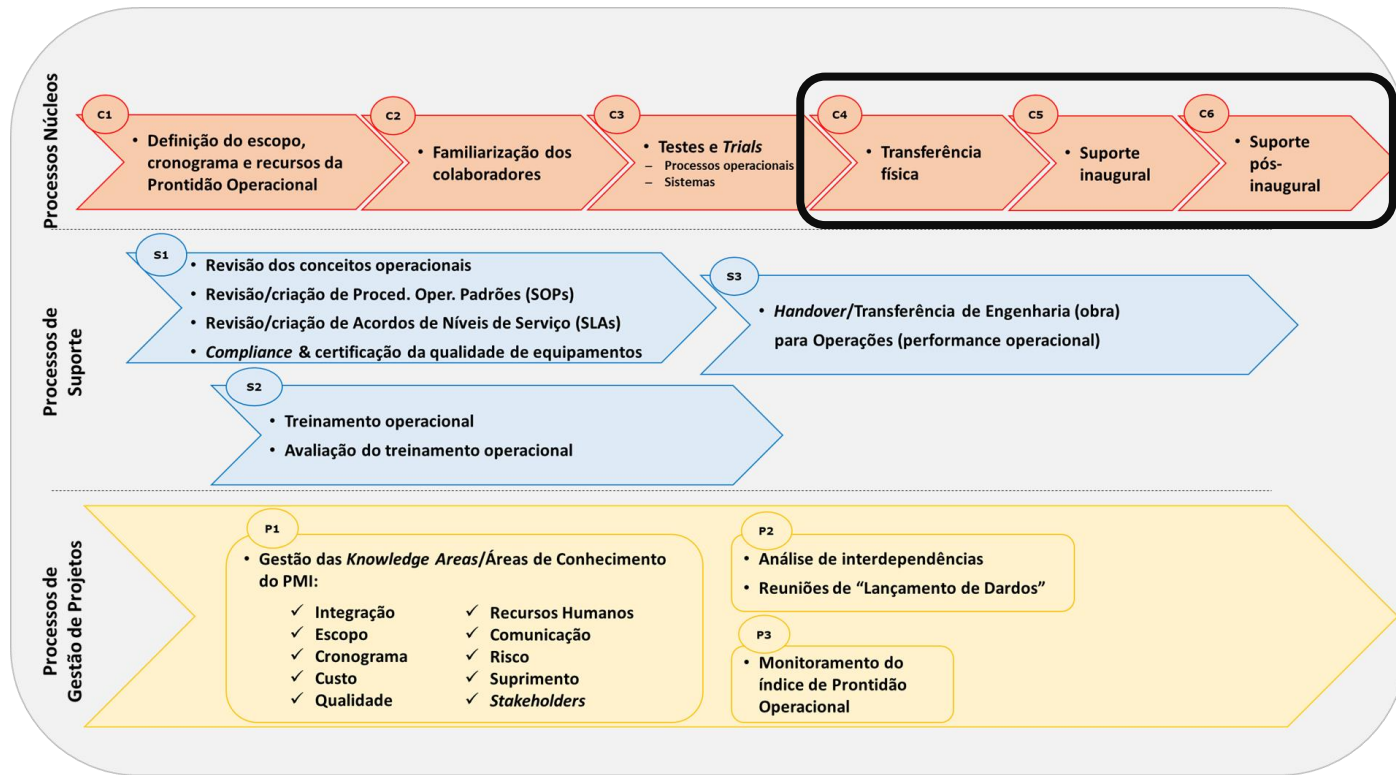 Processos Núcleos
C1
• Definição do escopo,
cronograma e recursos da
Prontidão Operacional
C2
• Familiarização dos
colaboradores
C3
• Testes e Trials
– Processos operacionais
– Sistemas
C4
• Transferência
física
C5
• Suporte
inaugural
C6
• Suporte
pós-
inaugural
Processos de
Suporte
S1
• Revisão dos conceitos operacionais
• Revisão/criação de Proced. Oper. Padrões (SOPs)
• Revisão/criação de Acordos de Níveis de Serviço (SLAs)
• Compliance & certificação da qualidade de equipamentos
S3
• Handover/Transferência de Engenharia (obra)
para Operações (performance operacional)
S2
• Treinamento operacional
• Avaliação do treinamento operacional
Processos de
Gestão de Projetos
P1
• Gestão das Knowledge Areas/Áreas de Conhecimento
do PMI:
✓ Integração
✓ Escopo
✓ Cronograma
✓ Custo
✓ Qualidade
✓ Recursos Humanos
✓ Comunicação
✓ Risco
✓ Suprimento
✓ Stakeholders
P2
• Análise de interdependências
• Reuniões de “Lançamento de Dardos”
P3
• Monitoramento do
índice de Prontidão
Operacional